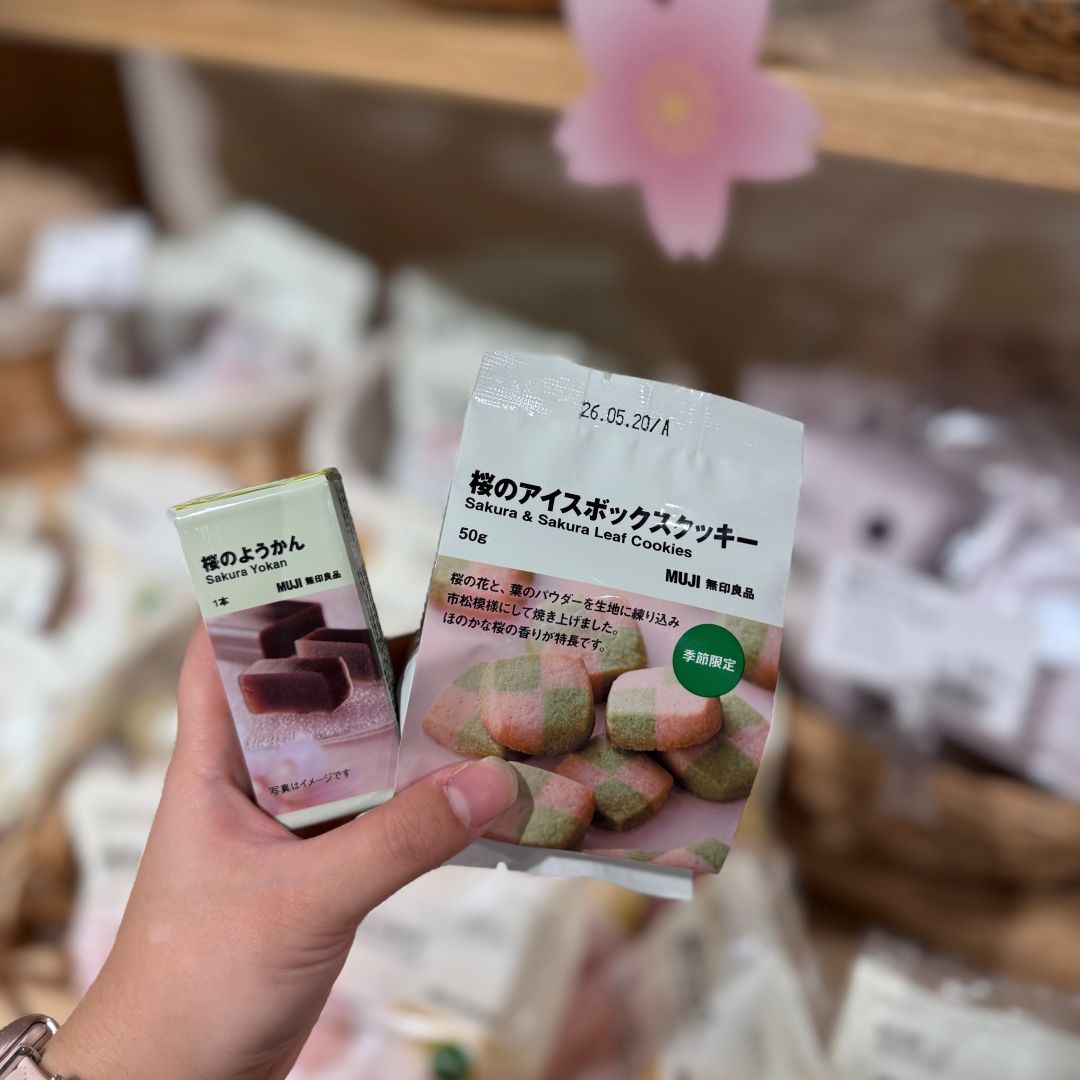 桜のようかん
Sakura Yokan
MUJI 無印良品
1本
写真はイメージです
26.05.20/A
桜のアイスボックスクッキー
Sakura & Sakura Leaf Cookies
50g
MUJI 無印良品
桜の花と、葉のパウダーを生地に練り込み
市松模様にして焼き上げました。
ほのかな桜の香りが特長です。
季節限定